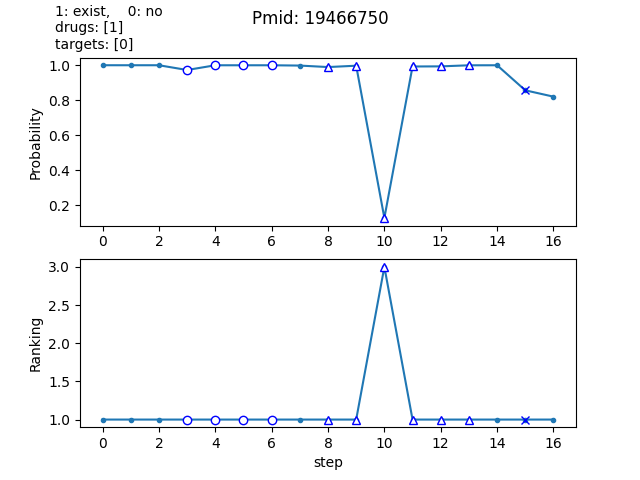 1: exist,    0: no
drugs: [1]
targets: [0]
Pmid: 19466750
Probability
1.0
0.8
0.6
0.4
0.2
0 2 4 6 8 10 12 14 16
Ranking
3.0
2.5
2.0
1.5
1.0
0 2 4 6 8 10 12 14 16
step